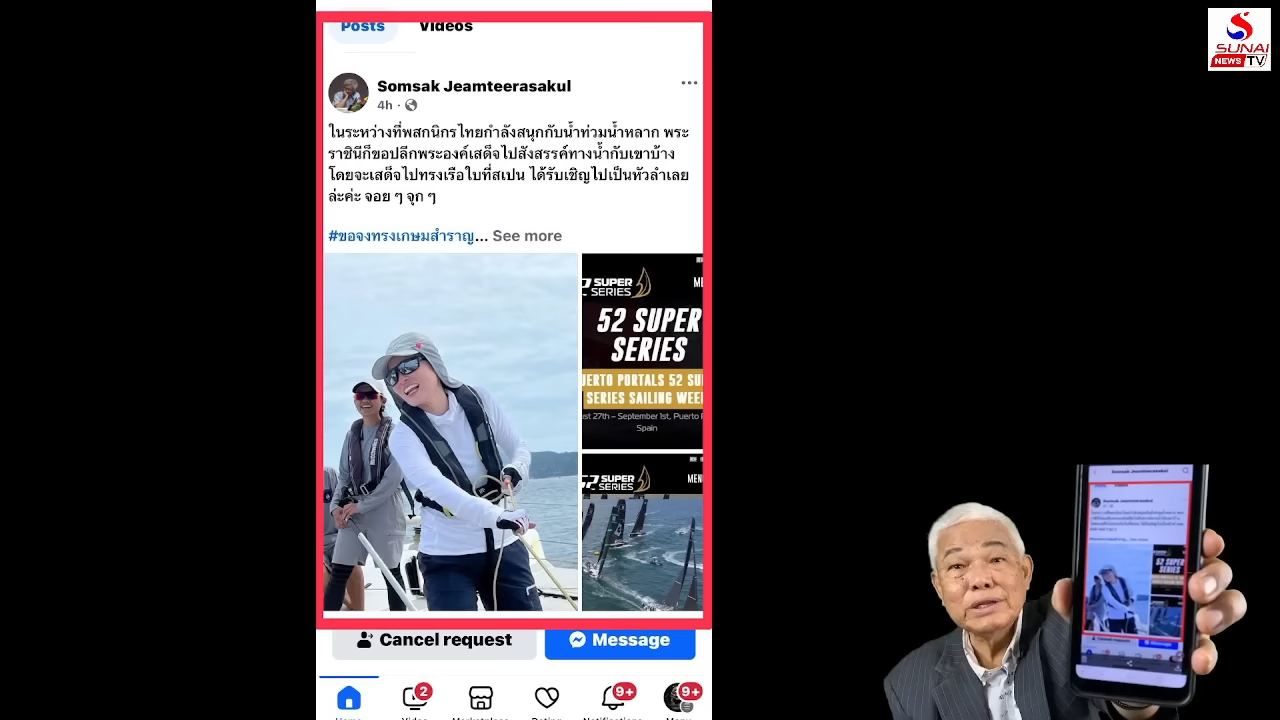 Posts Videos
Somsak Jeamteerasakul
4h
ในระหว่างที่พสกนิกรไทยกำลังสนุกกับน้ำท่วมน้ำหลาก พระ
ราชินีก็ขอปลีกพระองค์เสด็จไปสังสรรค์ทางน้ำกับเขาบ้าง
โดยจะเสด็จไปทรงเรือใบที่สเปน ได้รับเชิญไปเป็นหัวลำเลย
ล่ะค่ะ จอย ๆ จุก ๆ
#ขอจงทรงเกษมสำราญ... See more
SUPER
SERIES
52 SUPER
SERIES
PORTALS 52
SERIES SAILING
27th – September 1st, Puerto
Spain
SUPER
SERIES
Cancel request
Message
2
9+
9+
SUNAI
NEWS TV
Somsak Jeamteerasakul